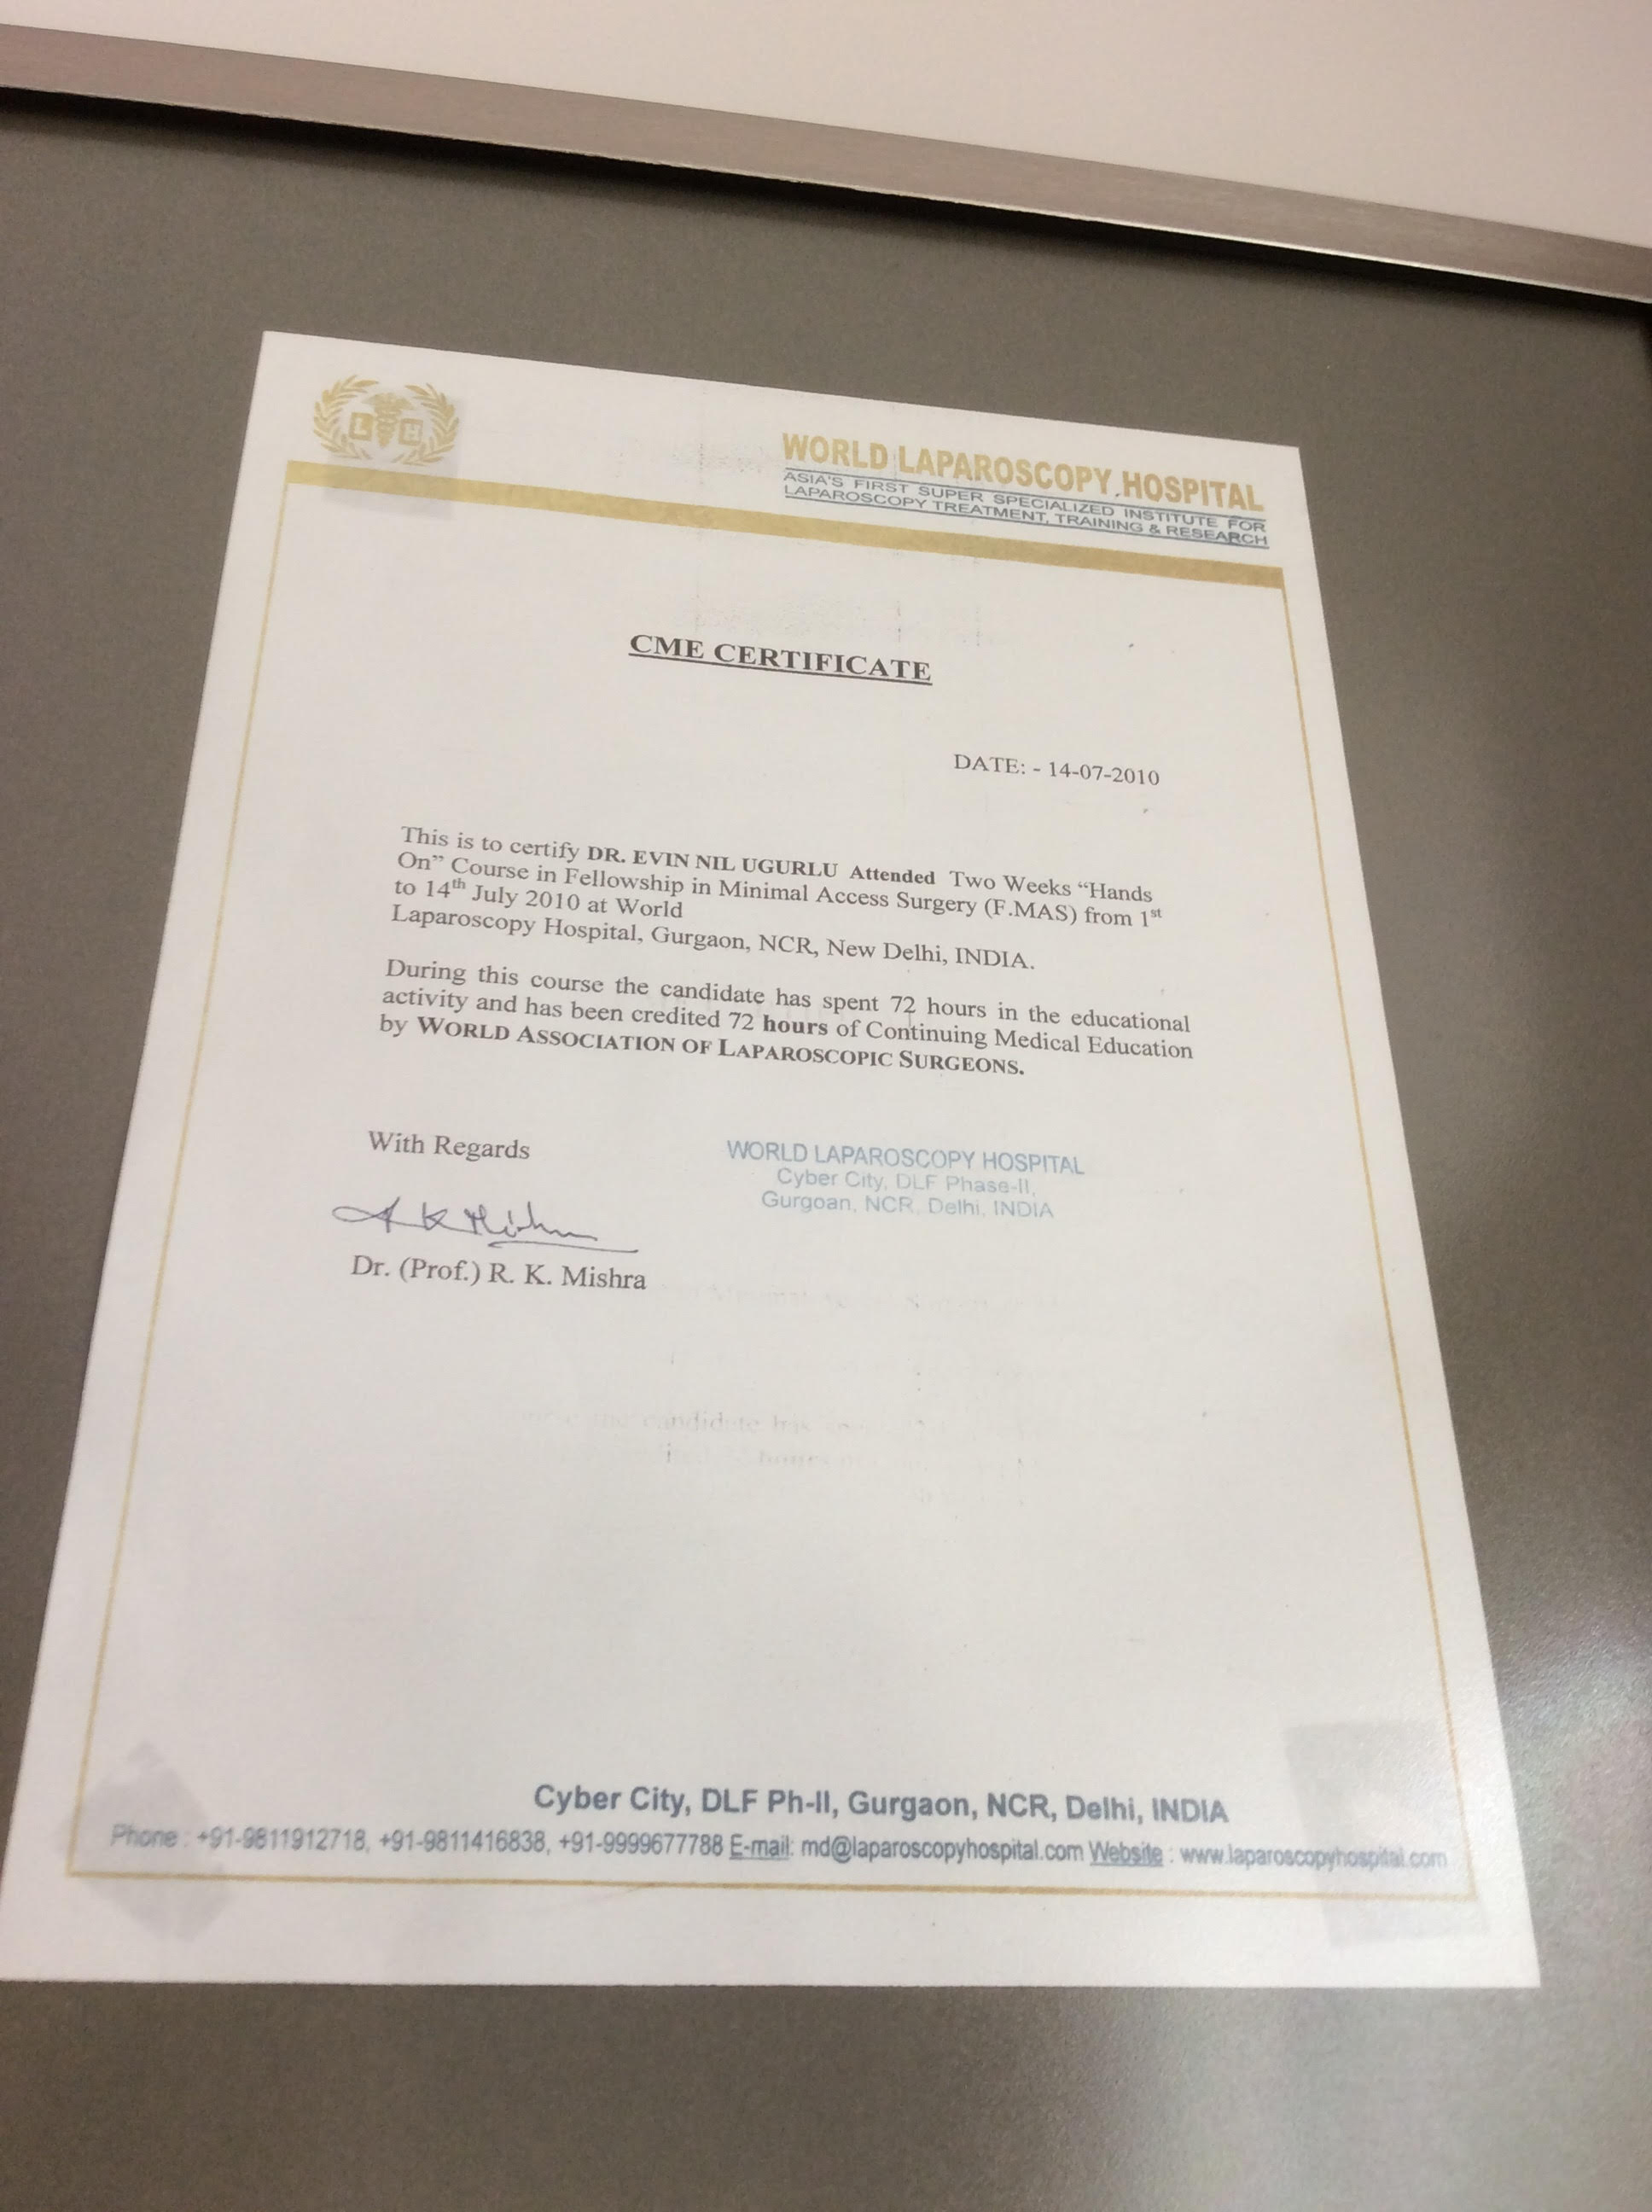 L H
WORLD LAPAROSCOPY HOSPITAL
ASIA'S FIRST SUPER SPECIALIZED INSTITUTE FOR
LAPAROSCOPY TREATMENT, TRAINING & RESEARCH
CME CERTIFICATE
DATE: - 14-07-2010
This is to certify DR. EVIN NIL UGURLU Attended Two Weeks “Hands
On” Course in Fellowship in Minimal Access Surgery (F.MAS) from 1st
to 14th July 2010 at World
Laparoscopy Hospital, Gurgaon, NCR, New Delhi, INDIA.
During this course the candidate has spent 72 hours in the educational
activity and has been credited 72 hours of Continuing Medical Education
by WORLD ASSOCIATION OF LAPAROSCOPIC SURGEONS.
With Regards
WORLD LAPAROSCOPY HOSPITAL
Cyber City, DLF Phase-II,
Gurgoan, NCR, Delhi, INDIA
Dr. (Prof.) R. K. Mishra
Cyber City, DLF Ph-II, Gurgaon, NCR, Delhi, INDIA
Phone : +91-9811912718, +91-9811416838, +91-9999677788 E-mail: md@laparoscopyhospital.com Website : www.laparoscopyhospital.com